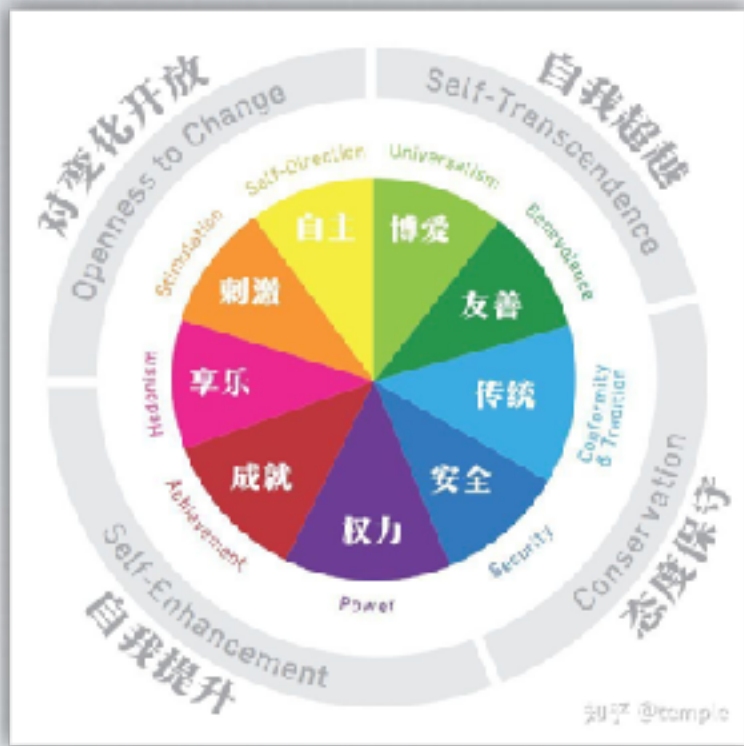 对变化开放
Openness to Change
自我超越
Self-Transcendence
Self-Direction
Universalism
Stimulation
Benevolence
自主
博爱
刺激
友善
Hedonism
享乐
传统
Conformity
& Tradition
成就
安全
权力
Achievement
Security
Power
Self-Enhancement
自我提升
Conservation
态度保守
知乎 @temple